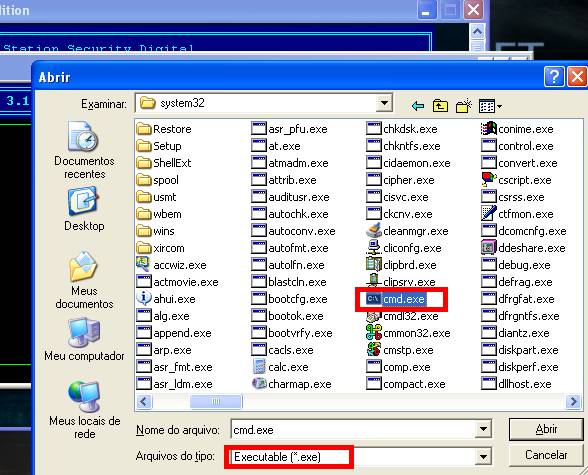 dition
Station Security Digital
3.1
Abrir
Examinar:
system32
Documentos
recentes
Desktop
Meus
documentos
Meu computador
Meus locais de
rede
Restore
Setup
ShellExt
spool
usmt
wbem
wins
xircom
accwiz.exe
actmovie.exe
ahui.exe
alg.exe
append.exe
arp.exe
asr_fmt.exe
asr_ldm.exe
asr_pfu.exe
at.exe
atmadm.exe
attrib.exe
auditusr.exe
autochk.exe
autoconv.exe
autofmt.exe
autolfn.exe
blastcln.exe
bootcfg.exe
bootok.exe
bootvrfy.exe
cacls.exe
calc.exe
charmap.exe
chkdsk.exe
chkntfs.exe
cidaemon.exe
cipher.exe
cisvc.exe
ckcnv.exe
cleanmgr.exe
cliconfg.exe
clipbrd.exe
clipsrv.exe
cmd.exe
cmdl32.exe
cmmon32.exe
cmstp.exe
comp.exe
compact.exe
conime.exe
control.exe
convert.exe
cscript.exe
csrss.exe
ctfmon.exe
dcomcnfg.exe
ddeshare.exe
debug.exe
defrag.exe
dfrgfat.exe
dfrgntfs.exe
diantz.exe
diskpart.exe
diskperf.exe
dllhost.exe
Nome do arquivo:
cmd.exe
Abrir
Arquivos do tipo:
Executable (*.exe)
Cancelar